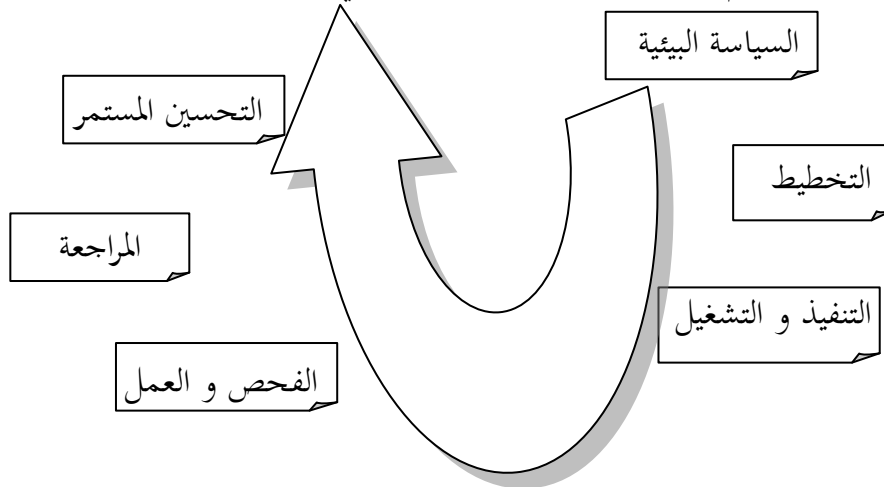 السياسة البيئية
التخطيط
التنفيذ و التشغيل
الفحص و العمل
المراجعة
التحسين المستمر